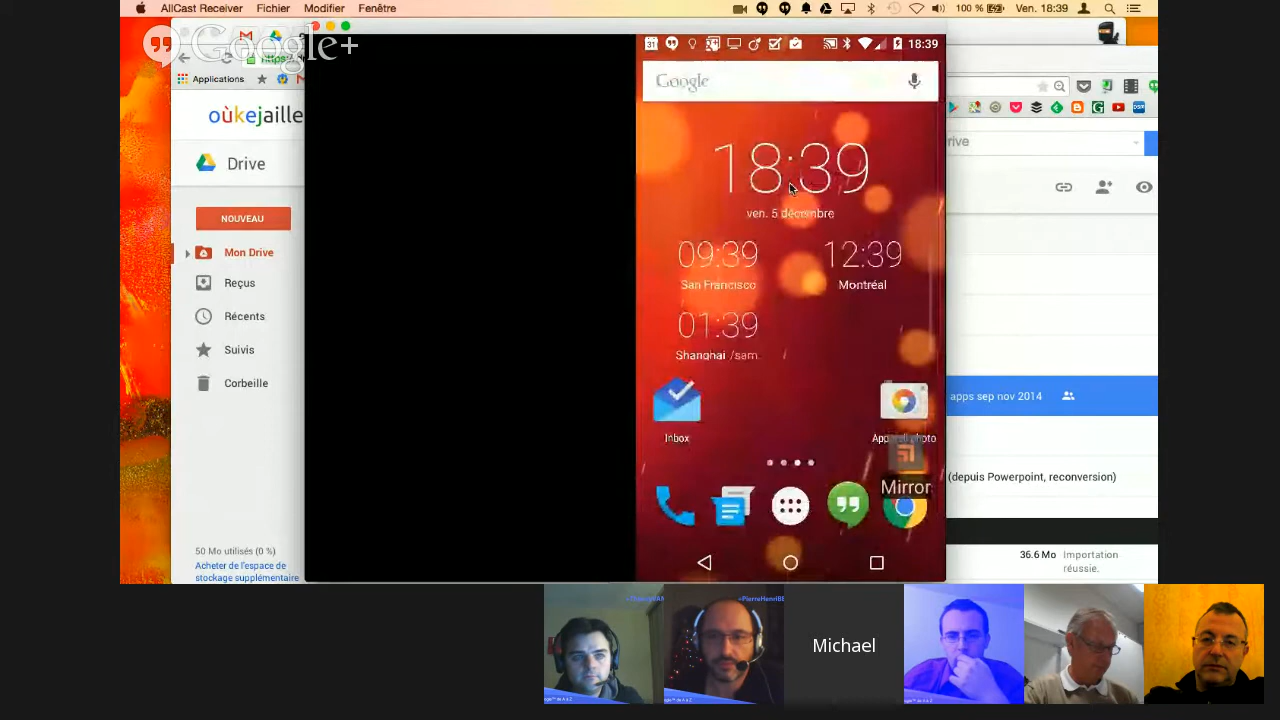 AllCast Receiver Fichier Modifier Fenêtre
100 % Ven. 18:39
Google+
https
Applications
oùkejaille
Drive
NOUVEAU
Mon Drive
Reçus
Récents
Suivis
Corbeille
50 Mo utilisés (0 %)
Acheter de l'espace de
stockage supplémentaire
31
18:39
Google
18:39
ven. 5 décembre
09:39
San Francisco
12:39
Montréal
01:39
Shanghai /sam.
Inbox
Appareil photo
Mirror
rive
apps sep nov 2014
(depuis Powerpoint, reconversion)
36.6 Mo Importation
réussie.
+PierreHenriBE
Michael